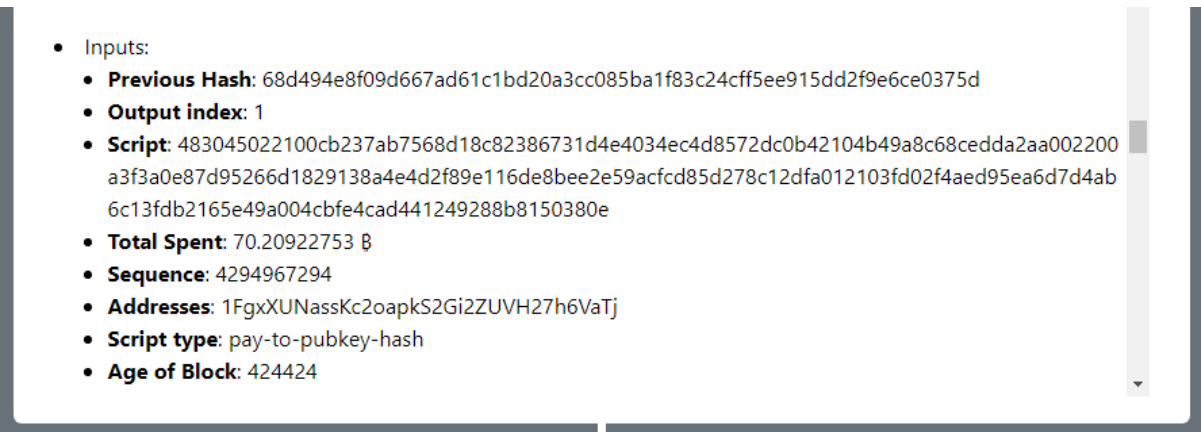 Inputs:
Previous Hash: 68d494e8f09d667ad61c1bd20a3cc085ba1f83c24cff5ee915dd2f9e6ce0375d
Output index: 1
Script: 483045022100cb237ab7568d18c82386731d4e4034ec4d8572dc0b42104b49a8c68cedda2aa002200
a3f3a0e87d95266d1829138a4e4d2f89e116de8bee2e59acfcd85d278c12dfa012103fd02f4aed95ea6d7d4ab
6c13fdb2165e49a004cbfe4cad441249288b8150380e
Total Spent: 70.20922753 ₿
Sequence: 4294967294
Addresses: 1FgxXUNassKc2oapkS2Gi2ZUVH27h6VaTj
Script type: pay-to-pubkey-hash
Age of Block: 424424